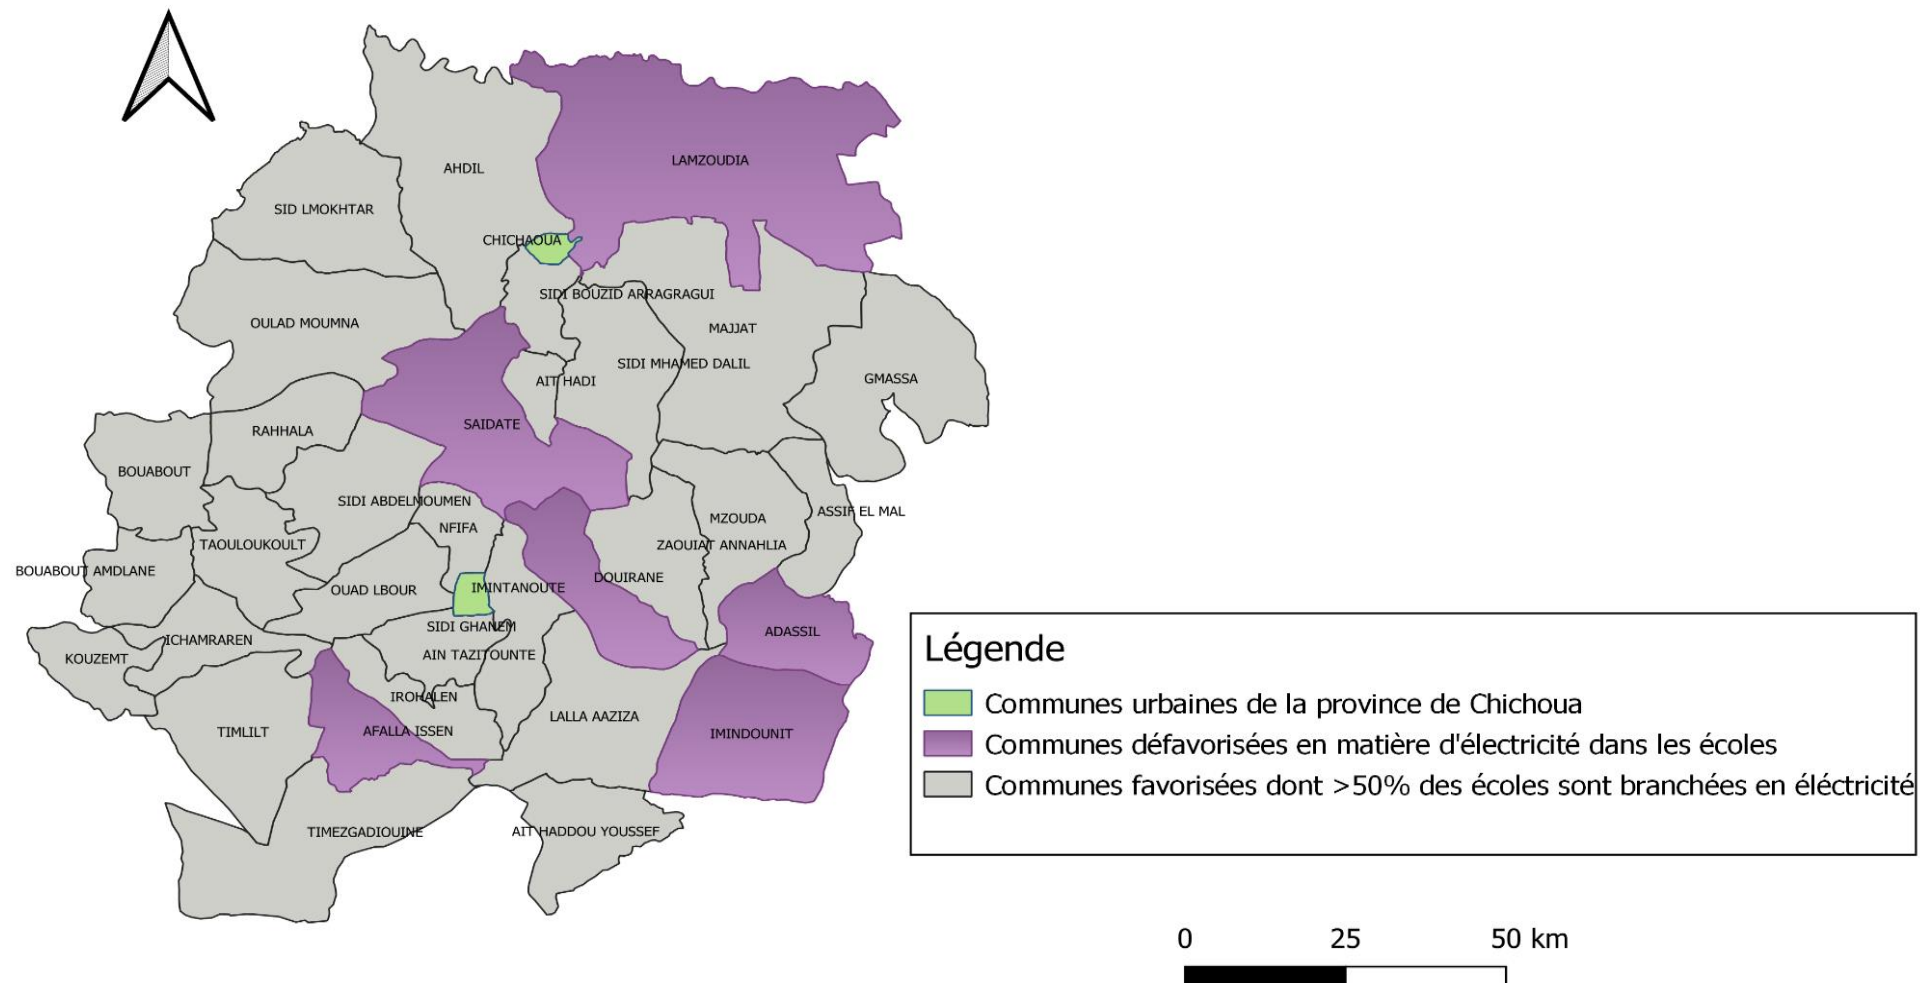 LAMZOUDIA
AHDIL
SID LMOKHTAR
CHICHAOUA
SIDI BOUZID ARRAGRAGUI
OULAD MOUMNA
MAJJAT
SIDI MHAMED DALIL
AIT HADI
GMASSA
SAIDATE
RAHHALA
BOUABOUT
SIDI ABDELMOUMEN
ASSIF EL MAL
MZOUDA
NFIFA
TAOULOUKOULT
ZAOUIAT ANNAHLIA
BOUABOUT AMDLANE
DOUIRANE
IMINTANOUTE
OUAD LBOUR
SIDI GHANEM
ADASSIL
ICHAMRAREN
AIN TAZITOUNTE
KOUZEMT
IROHALEN
LALLA AAZIZA
TIMLILT
AFALLA ISSEN
IMINDOUNIT
TIMEZGADIOUINE
AIT HADDOU YOUSSEF
Légende
Communes urbaines de la province de Chichoua
Communes défavorisées en matière d'électricité dans les écoles
Communes favorisées dont >50% des écoles sont branchées en éléctricité
0 25 50 km